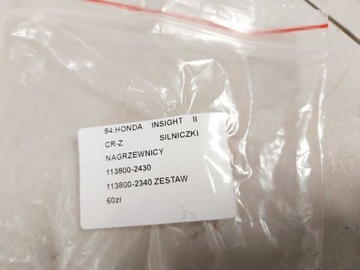 84.HONDA INSIGHT II
CR-Z SILNICZKI
NAGRZEWNICY
113800-2430
113800-2340 ZESTAW
60zł